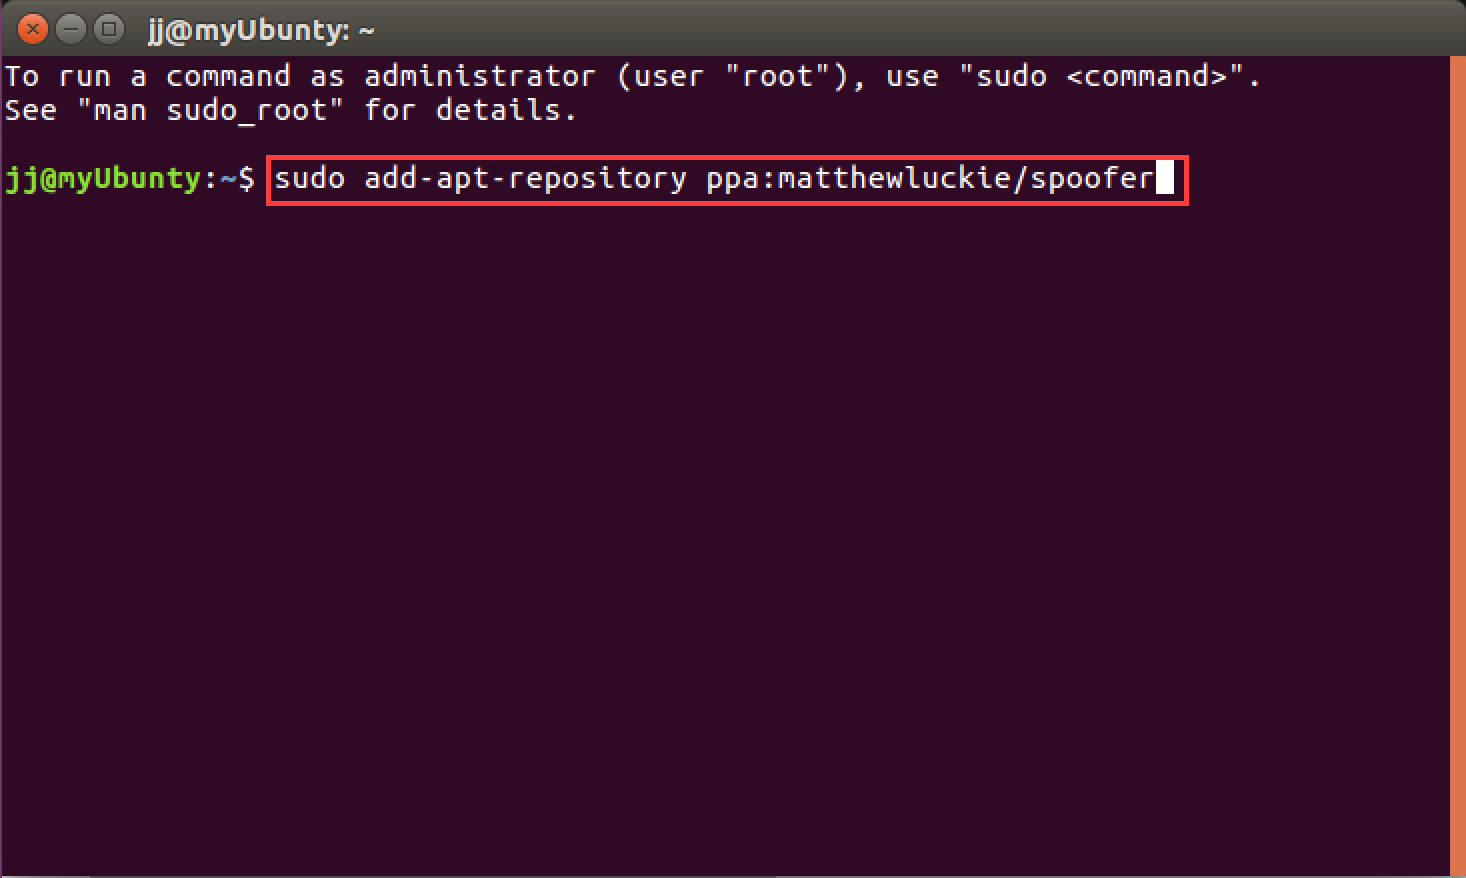 jj@myUbunty: ~
To run a command as administrator (user "root"), use "sudo <command>".
See "man sudo_root" for details.
jj@myUbunty:~$ sudo add-apt-repository ppa:matthewluckie/spoofer